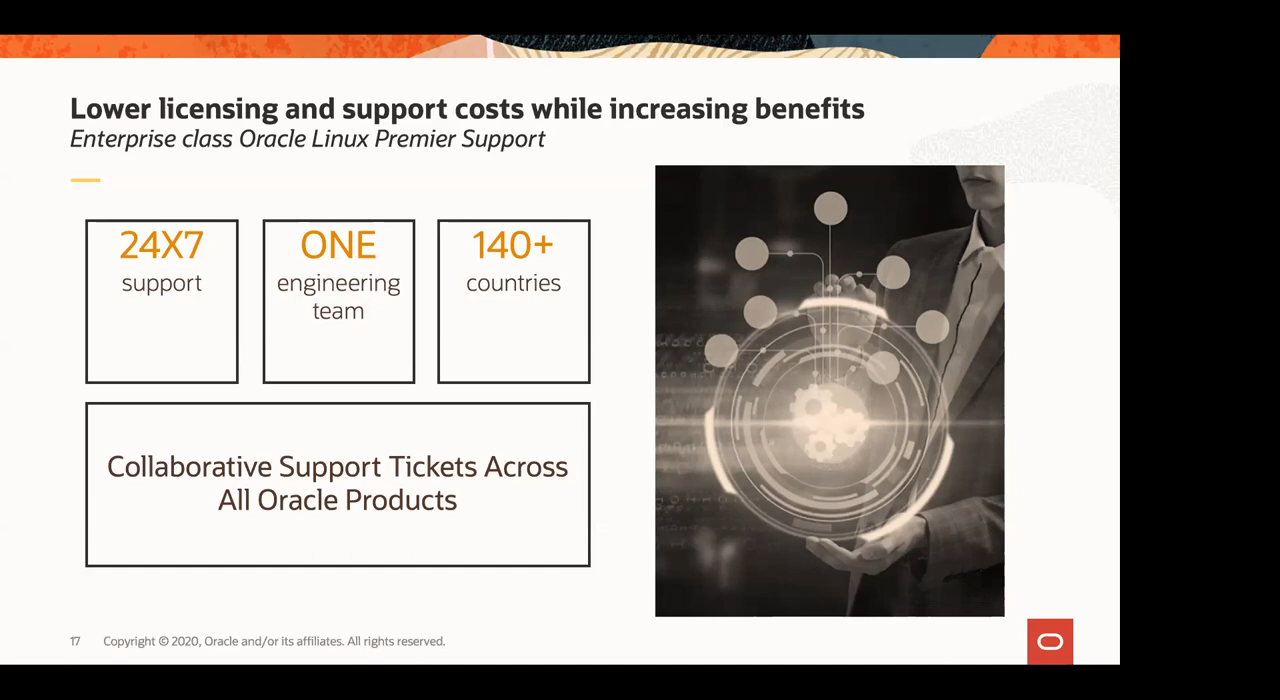 Lower licensing and support costs while increasing benefits
Enterprise class Oracle Linux Premier Support
24X7
support
ONE
engineering
team
140+
countries
Collaborative Support Tickets Across
All Oracle Products
17 Copyright © 2020, Oracle and/or its affiliates. All rights reserved.